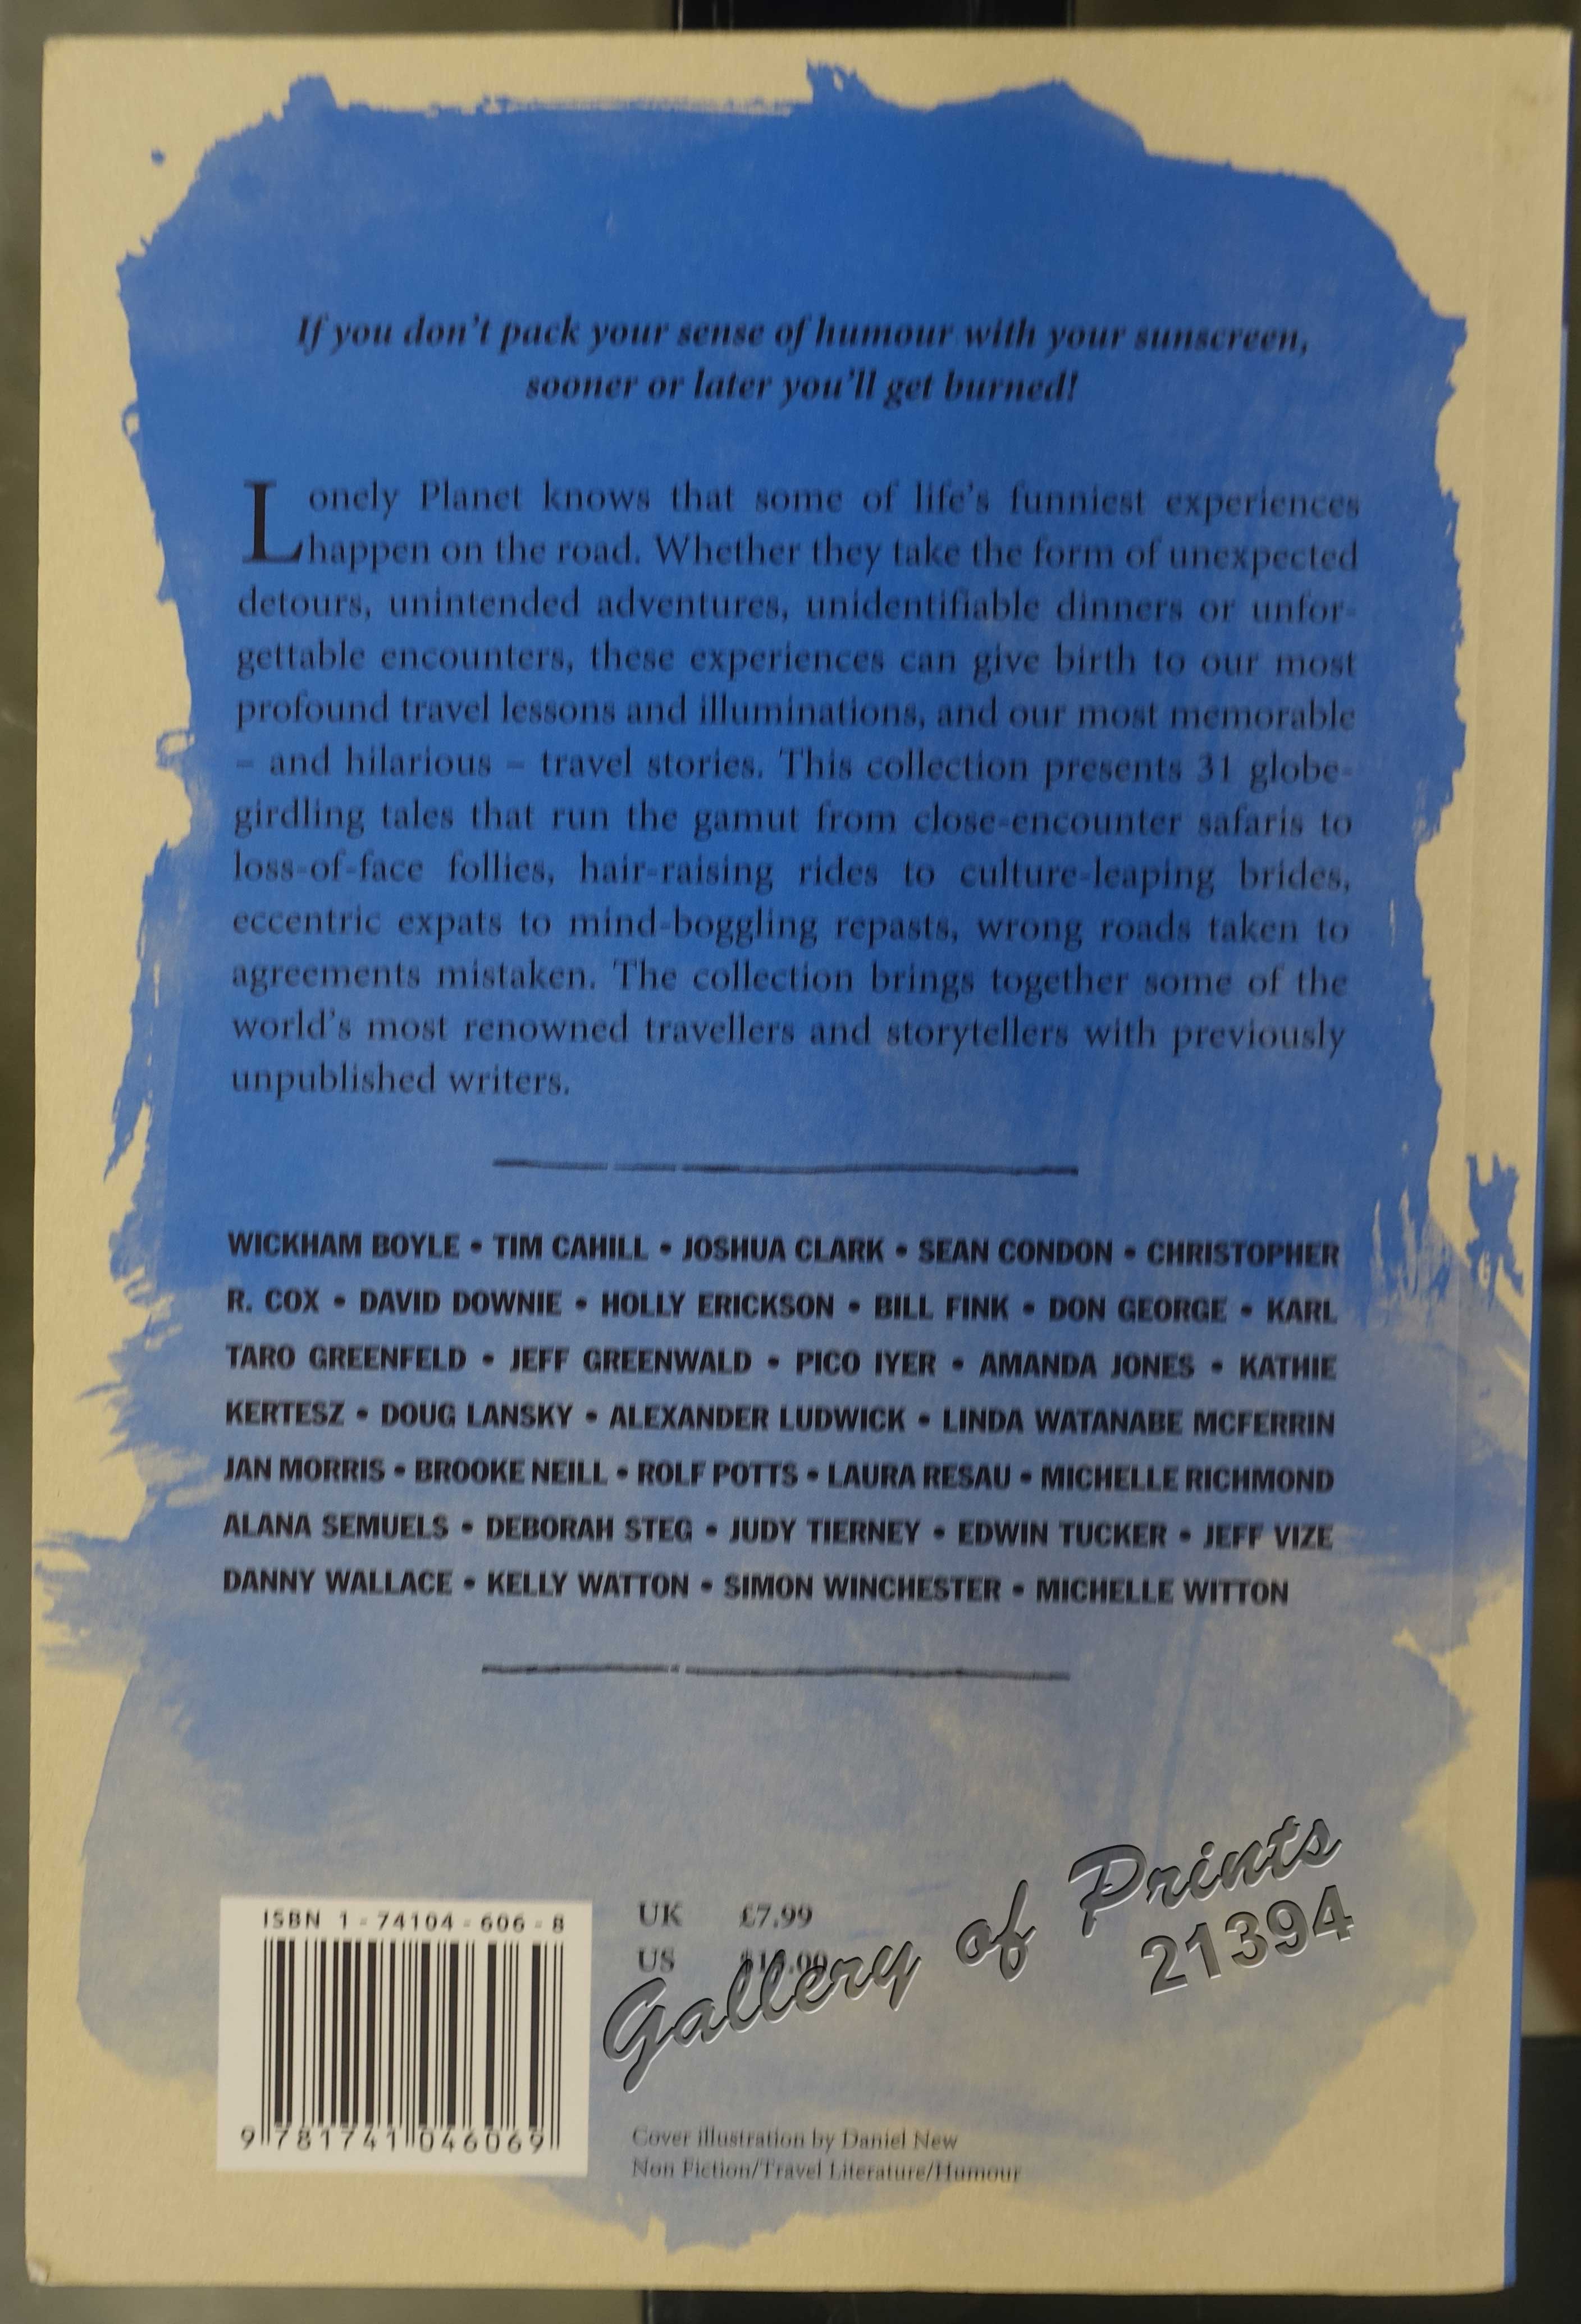 If you don't pack your sense of humour with your sunscreen,
sooner or later you'll get burned!
Lonely Planet knows that some of life's funniest experiences
happen on the road. Whether they take the form of unexpected
detours, unintended adventures, unidentifiable dinners or unfor-
gettable encounters, these experiences can give birth to our most
profound travel lessons and illuminations, and our most memorable
– and hilarious – travel stories. This collection presents 31 globe-
girdling tales that run the gamut from close-encounter safaris to
loss-of-face follies, hair-raising rides to culture-leaping brides,
eccentric expats to mind-boggling repasts, wrong roads taken to
agreements mistaken. The collection brings together some of the
world's most renowned travellers and storytellers with previously
unpublished writers.
WICKHAM BOYLE • TIM CAHILL • JOSHUA CLARK • SEAN CONDON • CHRISTOPHER
R. COX • DAVID DOWNIE • HOLLY ERICKSON • BILL FINK • DON GEORGE • KARL
TARO GREENFELD • JEFF GREENWALD • PICO IYER • AMANDA JONES • KATHIE
KERTESZ • DOUG LANSKY • ALEXANDER LUDWICK • LINDA WATANABE MCFERRIN
JAN MORRIS • BROOKE NEILL • ROLF POTTS • LAURA RESAU • MICHELLE RICHMOND
ALANA SEMUELS • DEBORAH STEG • JUDY TIERNEY • EDWIN TUCKER • JEFF VIZE
DANNY WALLACE • KELLY WATTON • SIMON WINCHESTER • MICHELLE WITTON
ISBN 1-74104-606-8
9 781741 046069
UK £7.99
US
Gallery of Prints
21394
Cover illustration by Daniel New
Non Fiction/Travel Literature/Humour